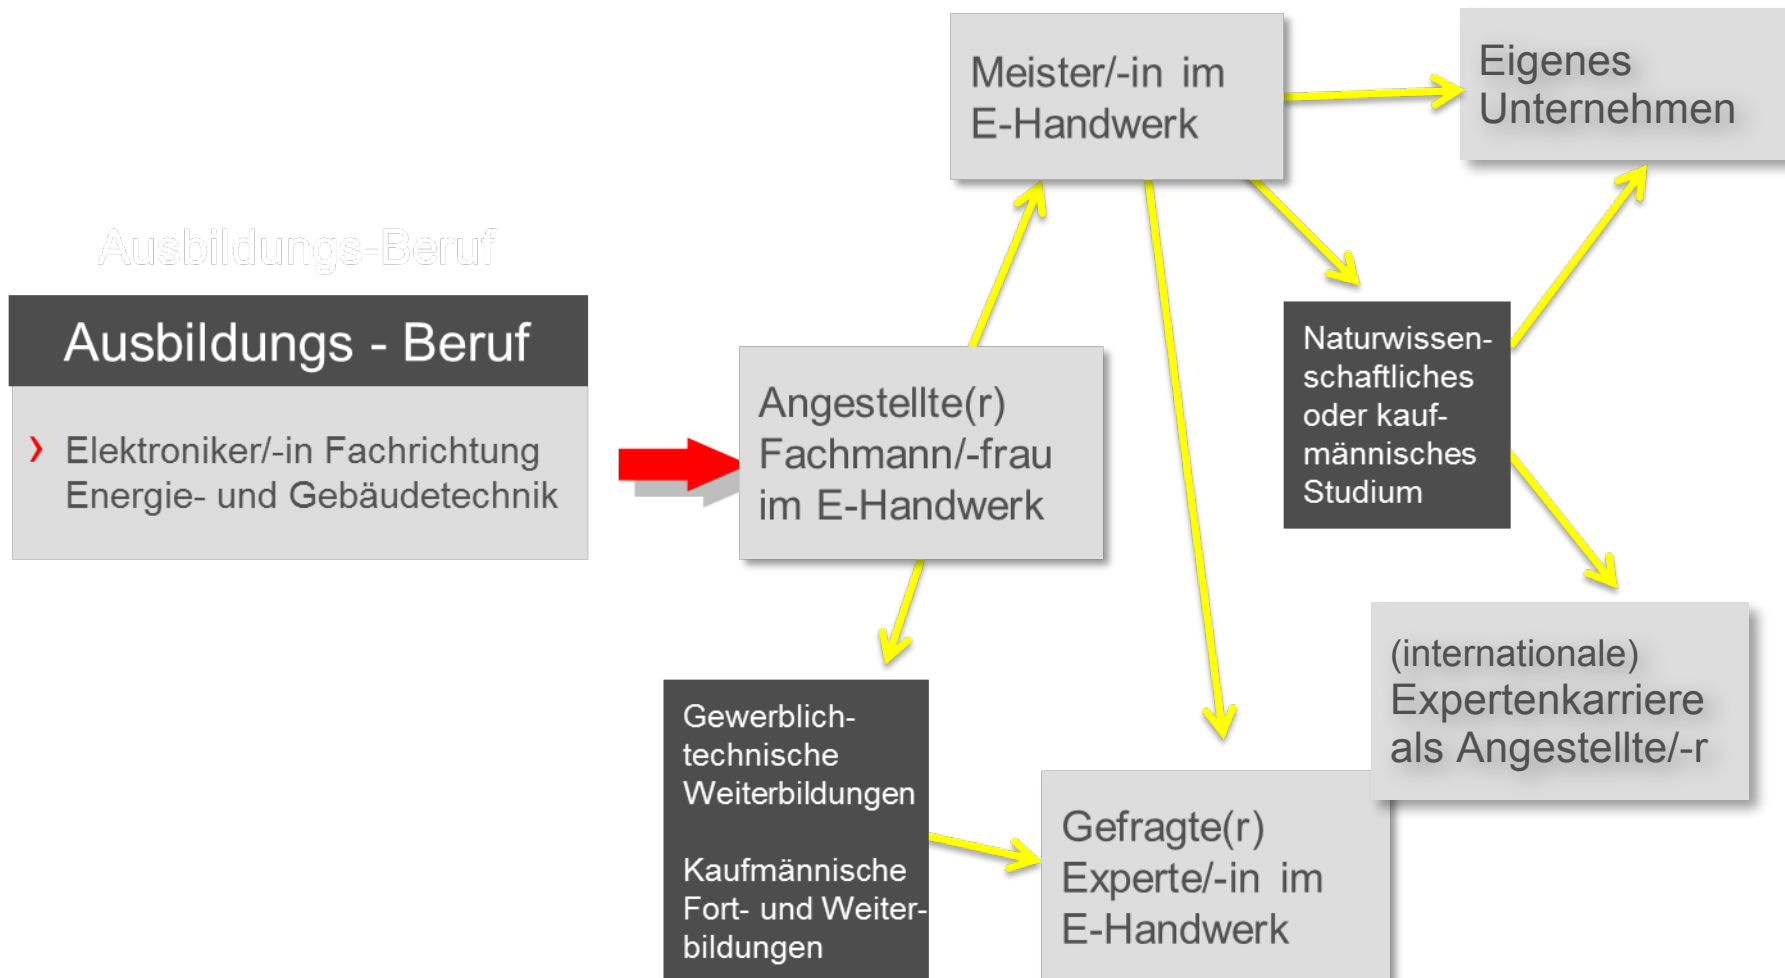 Meister/-in im
E-Handwerk
Eigenes
Unternehmen
Ausbildungs-Beruf
Ausbildungs - Beruf
› Elektroniker/-in Fachrichtung
Energie- und Gebäudetechnik
Angestellte(r)
Fachmann/-frau
im E-Handwerk
Naturwissen-
schaftliches
oder kauf-
männisches
Studium
Gewerblich-
technische
Weiterbildungen
Kaufmännische
Fort- und Weiter-
bildungen
Gefragte(r)
Experte/-in im
E-Handwerk
(internationale)
Expertenkarriere
als Angestellte/-r